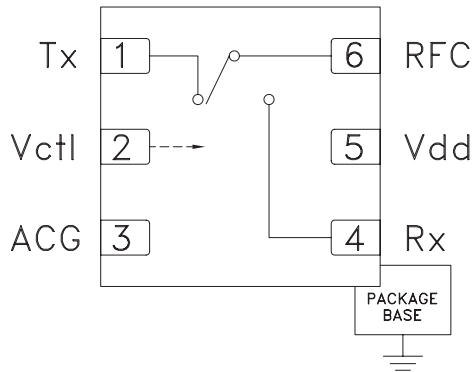 Tx 1 6 RFC
Vctl 2 5 Vdd
ACG 3 4 Rx
PACKAGE
BASE